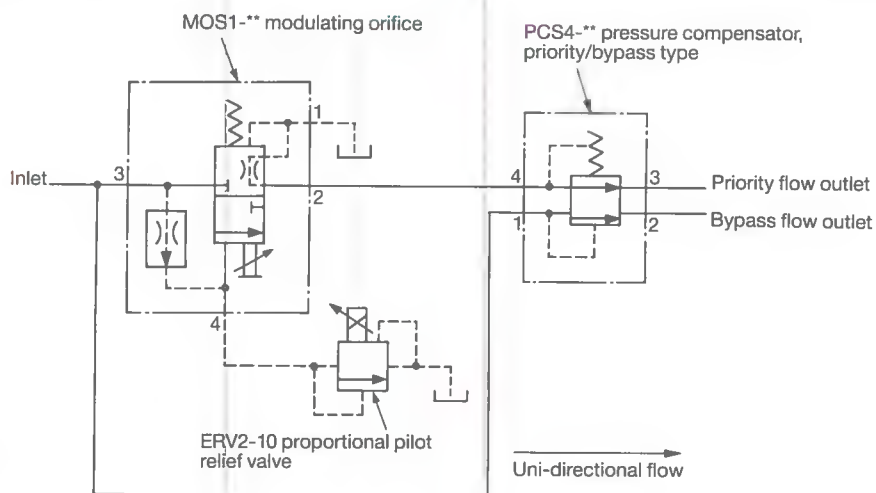 MOS1-** modulating orifice
PCS4-** pressure compensator,
priority/bypass type
1
Inlet
3
2
4
3
Priority flow outlet
1
2
Bypass flow outlet
4
ERV2-10 proportional pilot
relief valve
Uni-directional flow